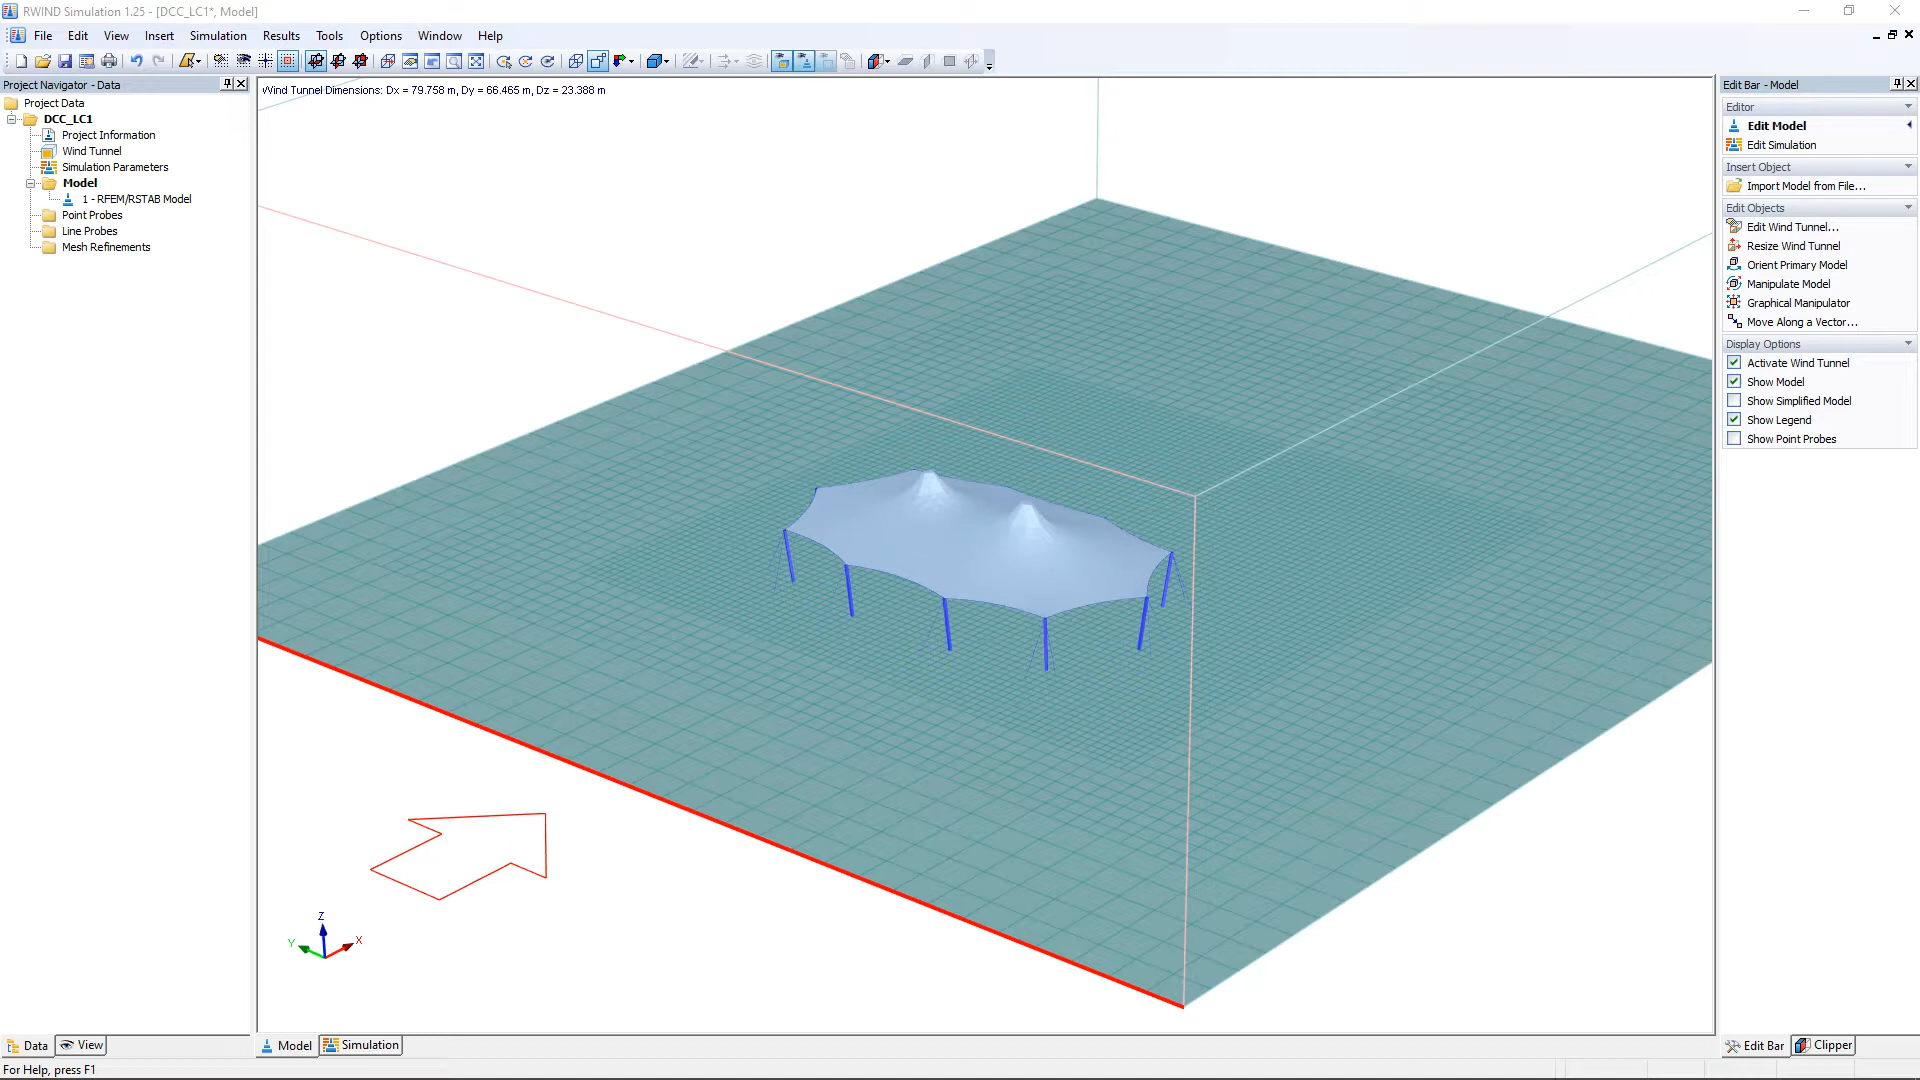 RWIND Simulation 1.25 - [DCC_LC1*, Model]
File Edit View Insert Simulation Results Tools Options Window Help
Project Navigator - Data
Project Data
DCC_LC1
Project Information
Wind Tunnel
Simulation Parameters
Model
1 - RFEM/RSTAB Model
Point Probes
Line Probes
Mesh Refinements
Wind Tunnel Dimensions: Dx = 79.758 m, Dy = 66.465 m, Dz = 23.388 m
Z
Y
X
Edit Bar - Model
Editor
Edit Model
Edit Simulation
Insert Object
Import Model from File...
Edit Objects
Edit Wind Tunnel...
Resize Wind Tunnel
Orient Primary Model
Manipulate Model
Graphical Manipulator
Move Along a Vector...
Display Options
Activate Wind Tunnel
Show Model
Show Simplified Model
Show Legend
Show Point Probes
Data View
Model Simulation
Edit Bar Clipper
For Help, press F1